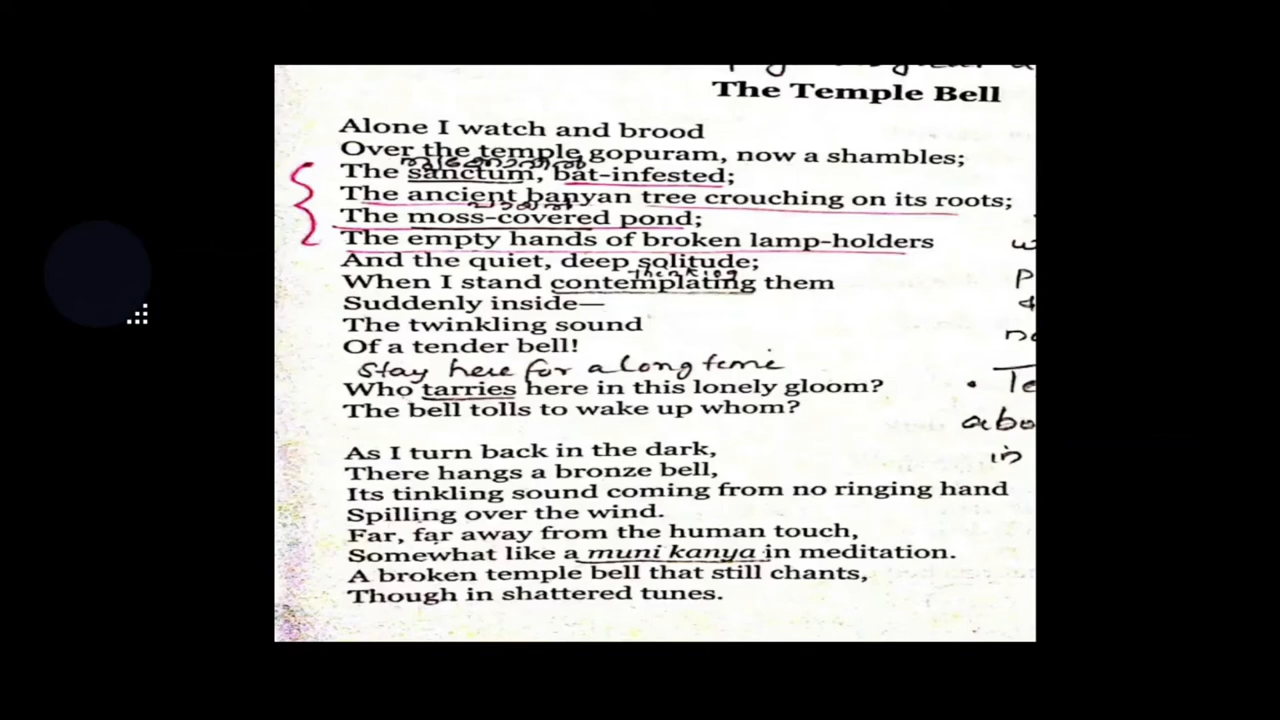 The Temple Bell
Alone I watch and brood
Over the temple gopuram, now a shambles;
The sanctum, bat-infested;
The ancient banyan tree crouching on its roots;
The moss-covered pond;
The empty hands of broken lamp-holders
And the quiet, deep solitude;
thinking
When I stand contemplating them
Suddenly inside—
The twinkling sound
Of a tender bell!
Stay here for a long time
Who tarries here in this lonely gloom?
The bell tolls to wake up whom?
As I turn back in the dark,
There hangs a bronze bell,
Its tinkling sound coming from no ringing hand
Spilling over the wind.
Far, far away from the human touch,
Somewhat like a muni kanya in meditation.
A broken temple bell that still chants,
Though in shattered tunes.
• Te
abo
in